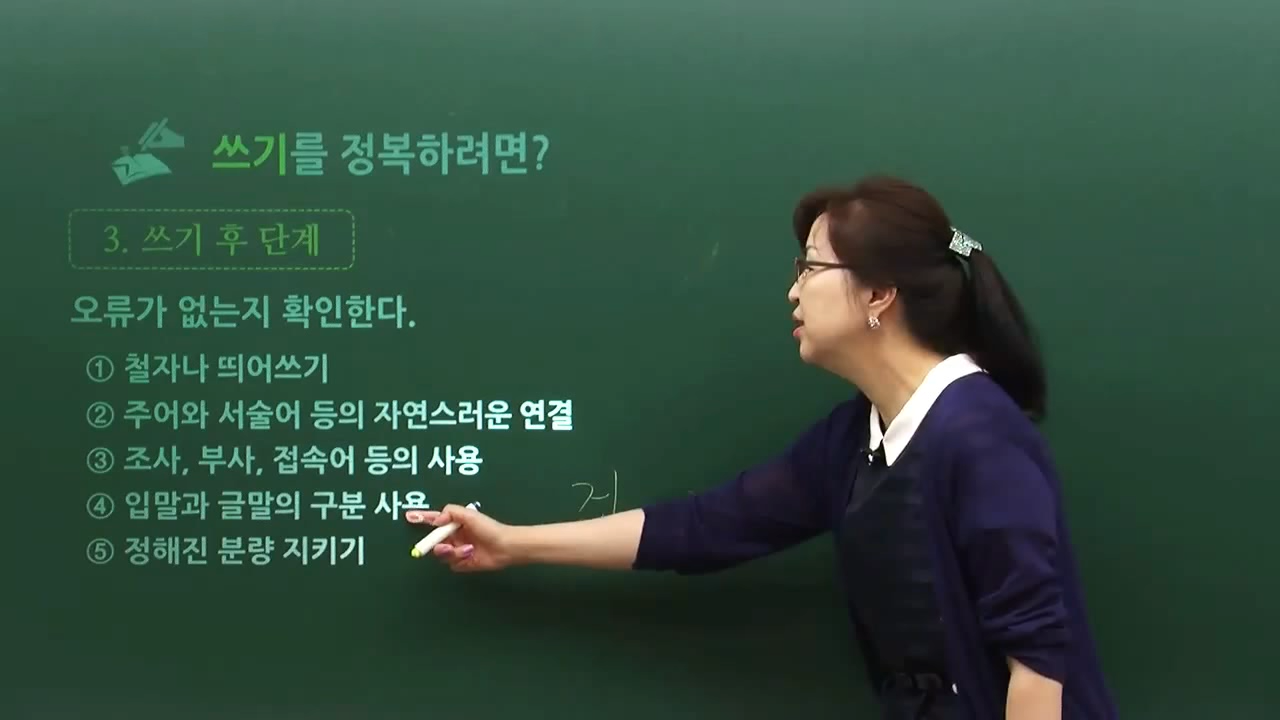 쓰기를 정복하려면?
3. 쓰기 후 단계
오류가 없는지 확인한다.
① 철자나 띄어쓰기
② 주어와 서술어 등의 자연스러운 연결
③ 조사, 부사, 접속어 등의 사용
④ 입말과 글말의 구분 사용
⑤ 정해진 분량 지키기